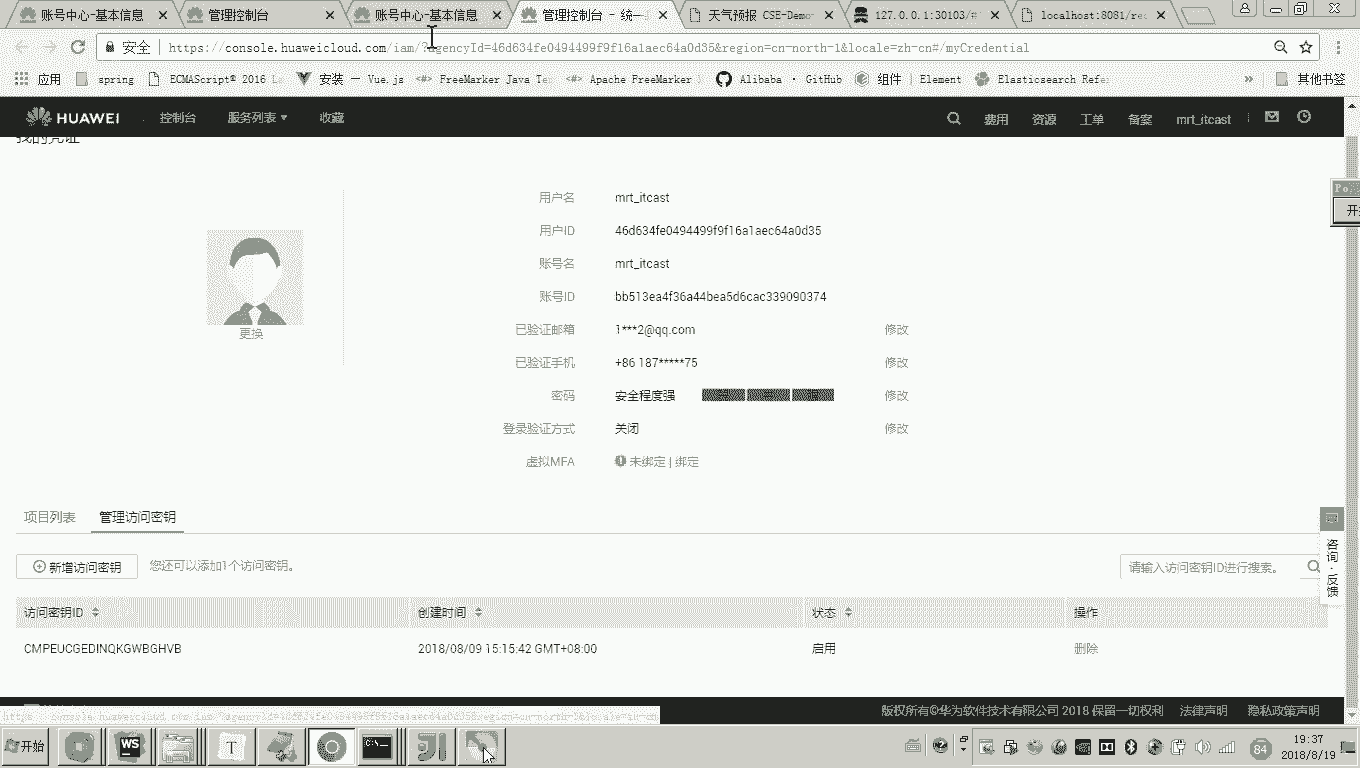 账号中心-基本信息
管理控制台
账号中心-基本信息
管理控制台 - 统一
天气预报 CSE-Demo
127.0.0.1:30103/#
localhost:8081/re
安全
https://console.huaweicloud.com/iam/?agencyId=46d634fe0494499f9f16a1aec64a0d35&region=cn-north-1&locale=zh-cn#/myCredential
应用
spring
ECMAScript® 2016 L
安装 — Vue.js
FreeMarker Java Te
Apache FreeMarker
Alibaba · GitHub
组件 | Element
Elasticsearch Refe
»
其他书签
HUAWEI
控制台
服务列表
收藏
费用
资源
工单
备案
mrt_itcast
我的凭证
更换
用户名 mrt_itcast
用户ID 46d634fe0494499f9f16a1aec64a0d35
账号名 mrt_itcast
账号ID bb513ea4f36a44bea5d6cac339090374
已验证邮箱 1***2@qq.com 修改
已验证手机 +86 187*****75 修改
密码 安全程度强 修改
登录验证方式 关闭 修改
虚拟MFA 未绑定 | 绑定
项目列表 管理访问密钥
新增访问密钥 您还可以添加1个访问密钥。
请输入访问密钥ID进行搜索。
咨询·反馈
访问密钥ID 创建时间 状态 操作
CMPEUCGEDINQKGWBGHVB 2018/08/09 15:15:42 GMT+08:00 启用 删除
版权所有©华为软件技术有限公司 2018 保留一切权利 法律声明 隐私政策声明
开始
WS
T
84
19:37
2018/8/19